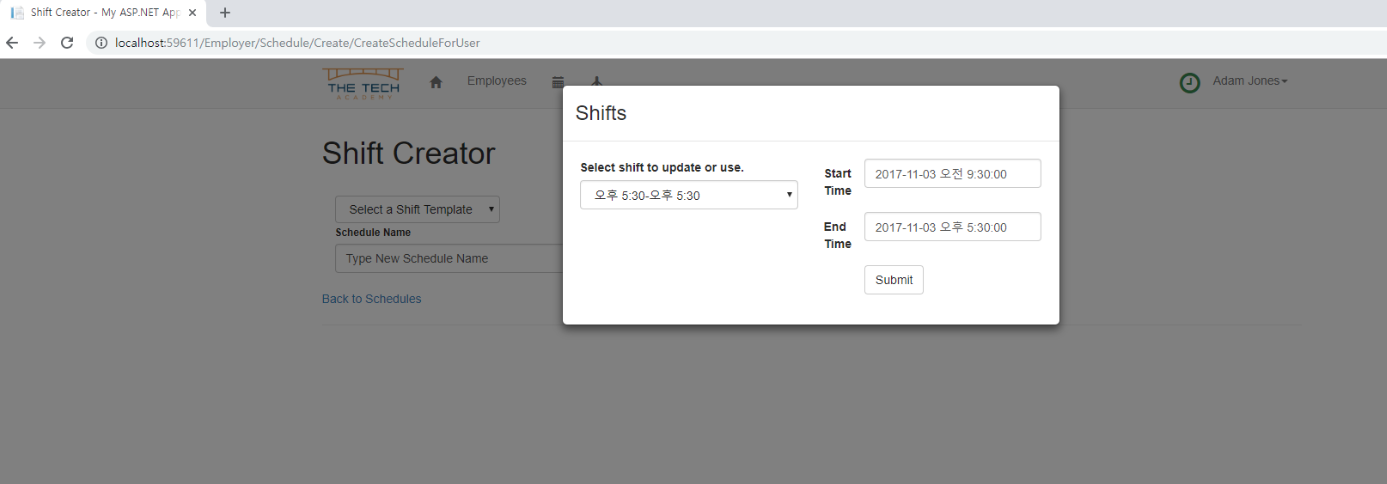 Shift Creator - My ASP.NET App
localhost:59611/Employer/Schedule/Create/CreateScheduleForUser
THE TECH
ACADEMY
Employees
Adam Jones
Shifts
Shift Creator
Select shift to update or use.
오후 5:30-오후 5:30
Start
Time
2017-11-03 오전 9:30:00
End
Time
2017-11-03 오후 5:30:00
Submit
Select a Shift Template
Schedule Name
Type New Schedule Name
Back to Schedules